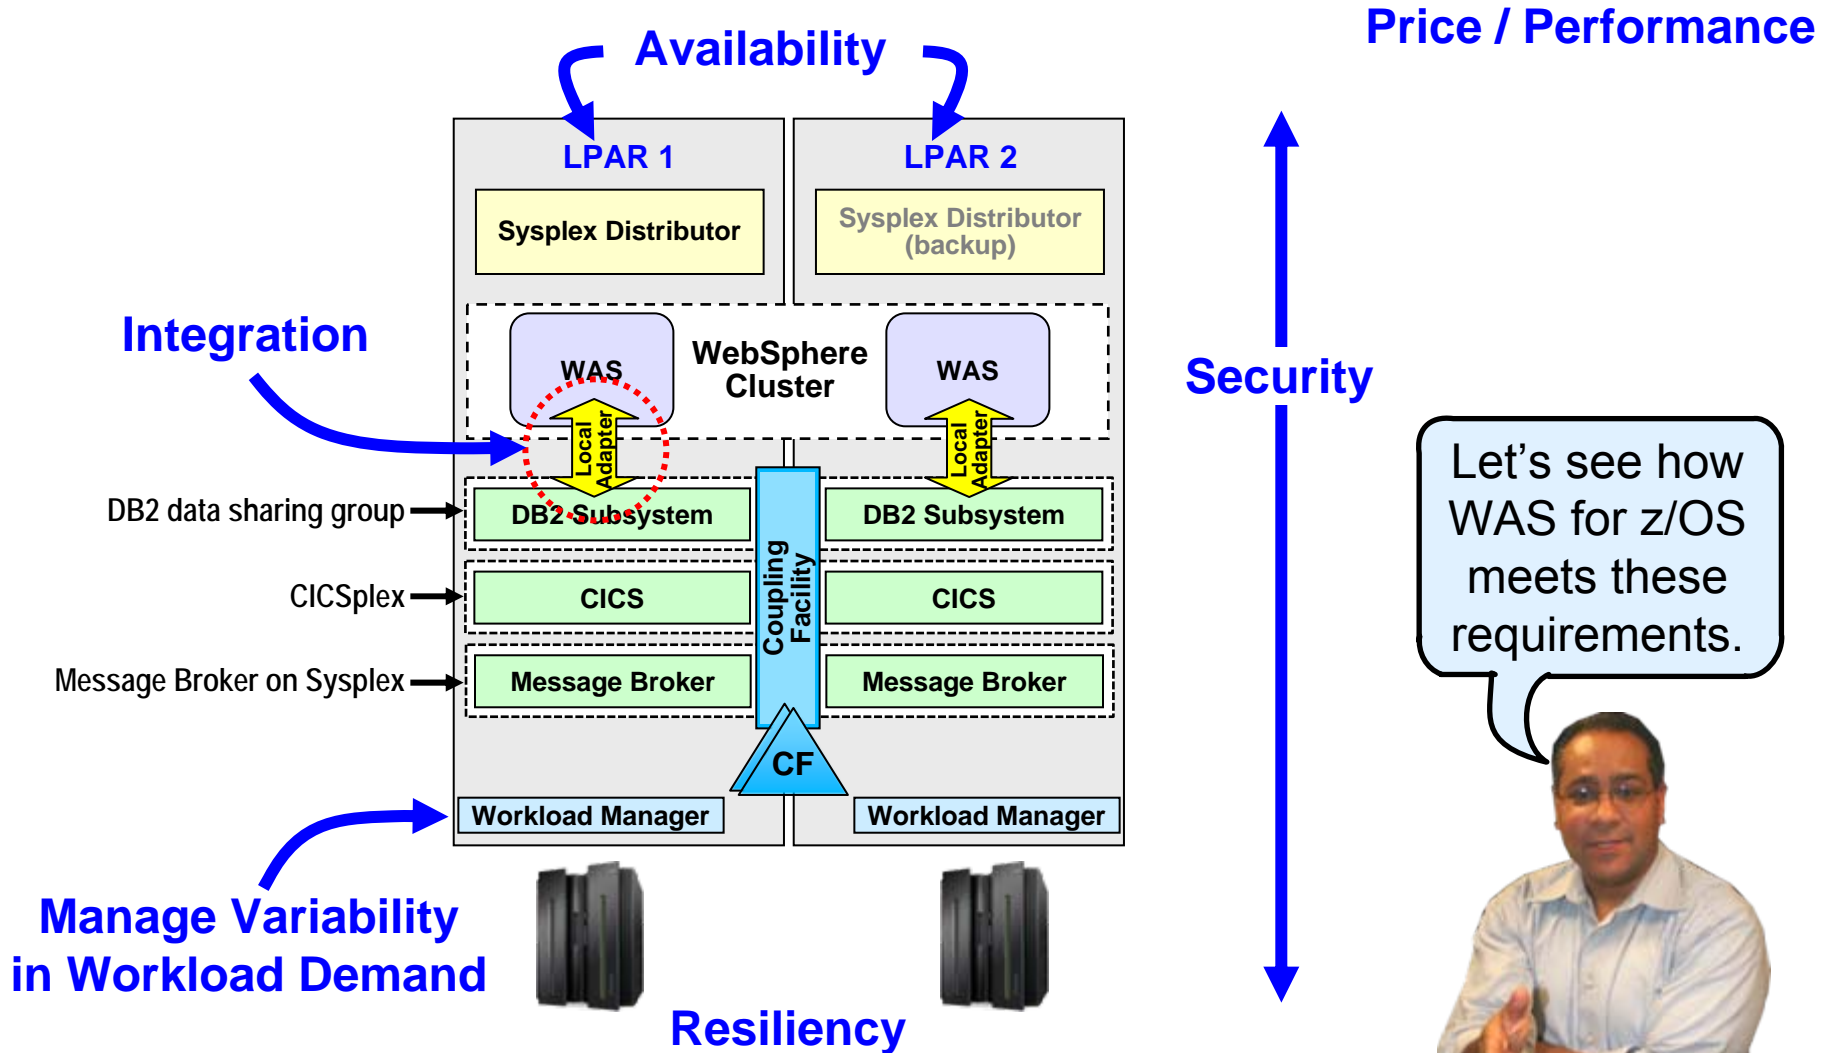 Price / Performance
Availability
LPAR 1
LPAR 2
Sysplex Distributor
Sysplex Distributor
(backup)
Integration
WAS
WebSphere
Cluster
WAS
Security
Local
Adapter
Local
Adapter
Let's see how
WAS for z/OS
meets these
requirements.
DB2 data sharing group
DB2 Subsystem
DB2 Subsystem
Coupling
Facility
CICSplex
CICS
CICS
Message Broker on Sysplex
Message Broker
Message Broker
CF
Workload Manager
Workload Manager
Manage Variability
in Workload Demand
Resiliency